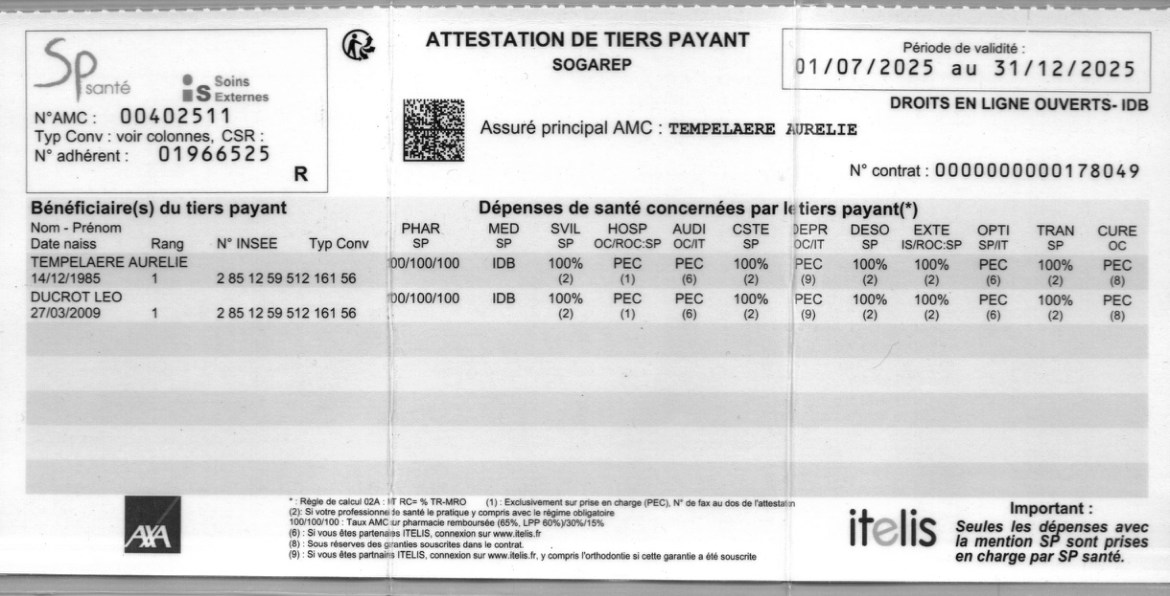 SP santé
iS Soins Externes
N°AMC : 00402511
Typ Conv : voir colonnes, CSR :
N° adhérent : 01966525
R
ATTESTATION DE TIERS PAYANT
SOGAREP
Assuré principal AMC : TEMPELAERE AURELIE
Période de validité :
01/07/2025 au 31/12/2025
DROITS EN LIGNE OUVERTS- IDB
N° contrat : 0000000000178049
Bénéficiaire(s) du tiers payant Dépenses de santé concernées par le tiers payant(*)
Nom - Prénom PHAR MED SVIL HOSP AUDI CSTE DEPR DESO EXTE OPTI TRAN CURE
Date naiss Rang N° INSEE Typ Conv SP SP SP OC/ROC:SP OC/IT SP OC/IT SP IS/ROC:SP SP/IT SP OC
TEMPELAERE AURELIE 00/100/100 IDB 100% PEC PEC 100% PEC 100% 100% PEC 100% PEC
14/12/1985 1 2 85 12 59 512 161 56 (2) (1) (6) (2) (9) (2) (2) (6) (2) (8)
DUCROT LEO 00/100/100 IDB 100% PEC PEC 100% PEC 100% 100% PEC 100% PEC
27/03/2009 1 2 85 12 59 512 161 56 (2) (1) (6) (2) (9) (2) (2) (6) (2) (8)
AXA
* : Règle de calcul 02A : MT RC= % TR-MRO (1) : Exclusivement sur prise en charge (PEC), N° de fax au dos de l'attestation
(2): Si votre professionnel de santé le pratique y compris avec le régime obligatoire
100/100/100 : Taux AMC sur pharmacie remboursée (65%, LPP 60%)/30%/15%
(6) : Si vous êtes partenaires ITELIS, connexion sur www.itelis.fr
(8) : Sous réserves des garanties souscrites dans le contrat.
(9) : Si vous êtes partnaires ITELIS, connexion sur www.itelis.fr, y compris l'orthodontie si cette garantie a été souscrite
itelis
Important :
Seules les dépenses avec
la mention SP sont prises
en charge par SP santé.